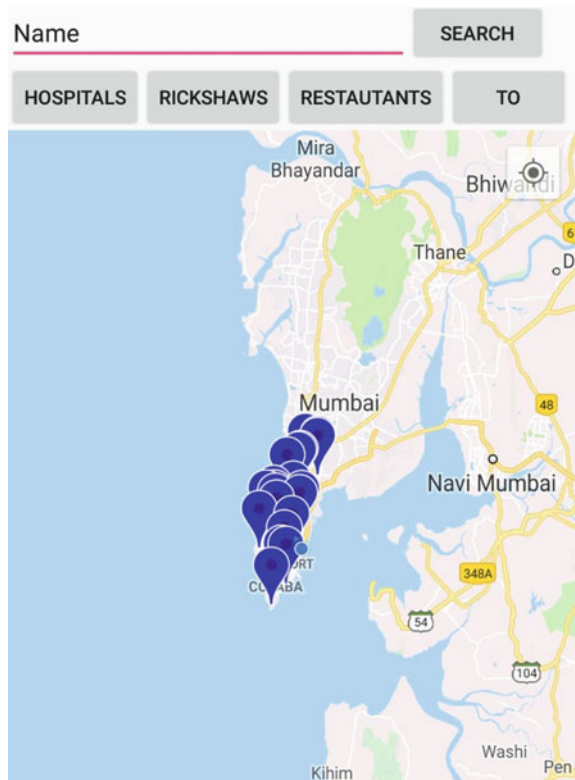 Name
SEARCH
HOSPITALS
RICKSHAWS
RESTAUTANTS
TO
Mira
Bhayandar
Bhiwandi
6
Thane
D
Mumbai
48
Navi Mumbai
348A
54
104
Washi
Kihim
Pen